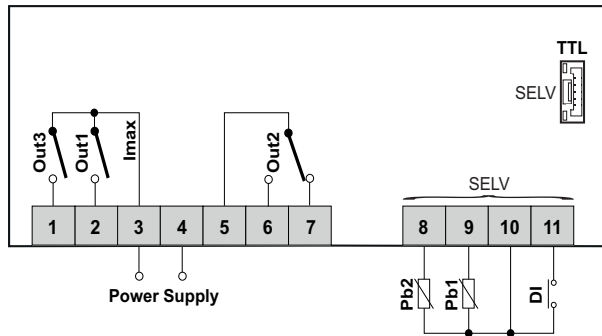 TTL
SELV
Out3
Out1
Imax
Out2
SELV
1 2 3 4 5 6 7 8 9 10 11
Power Supply
Pb2
Pb1
DI